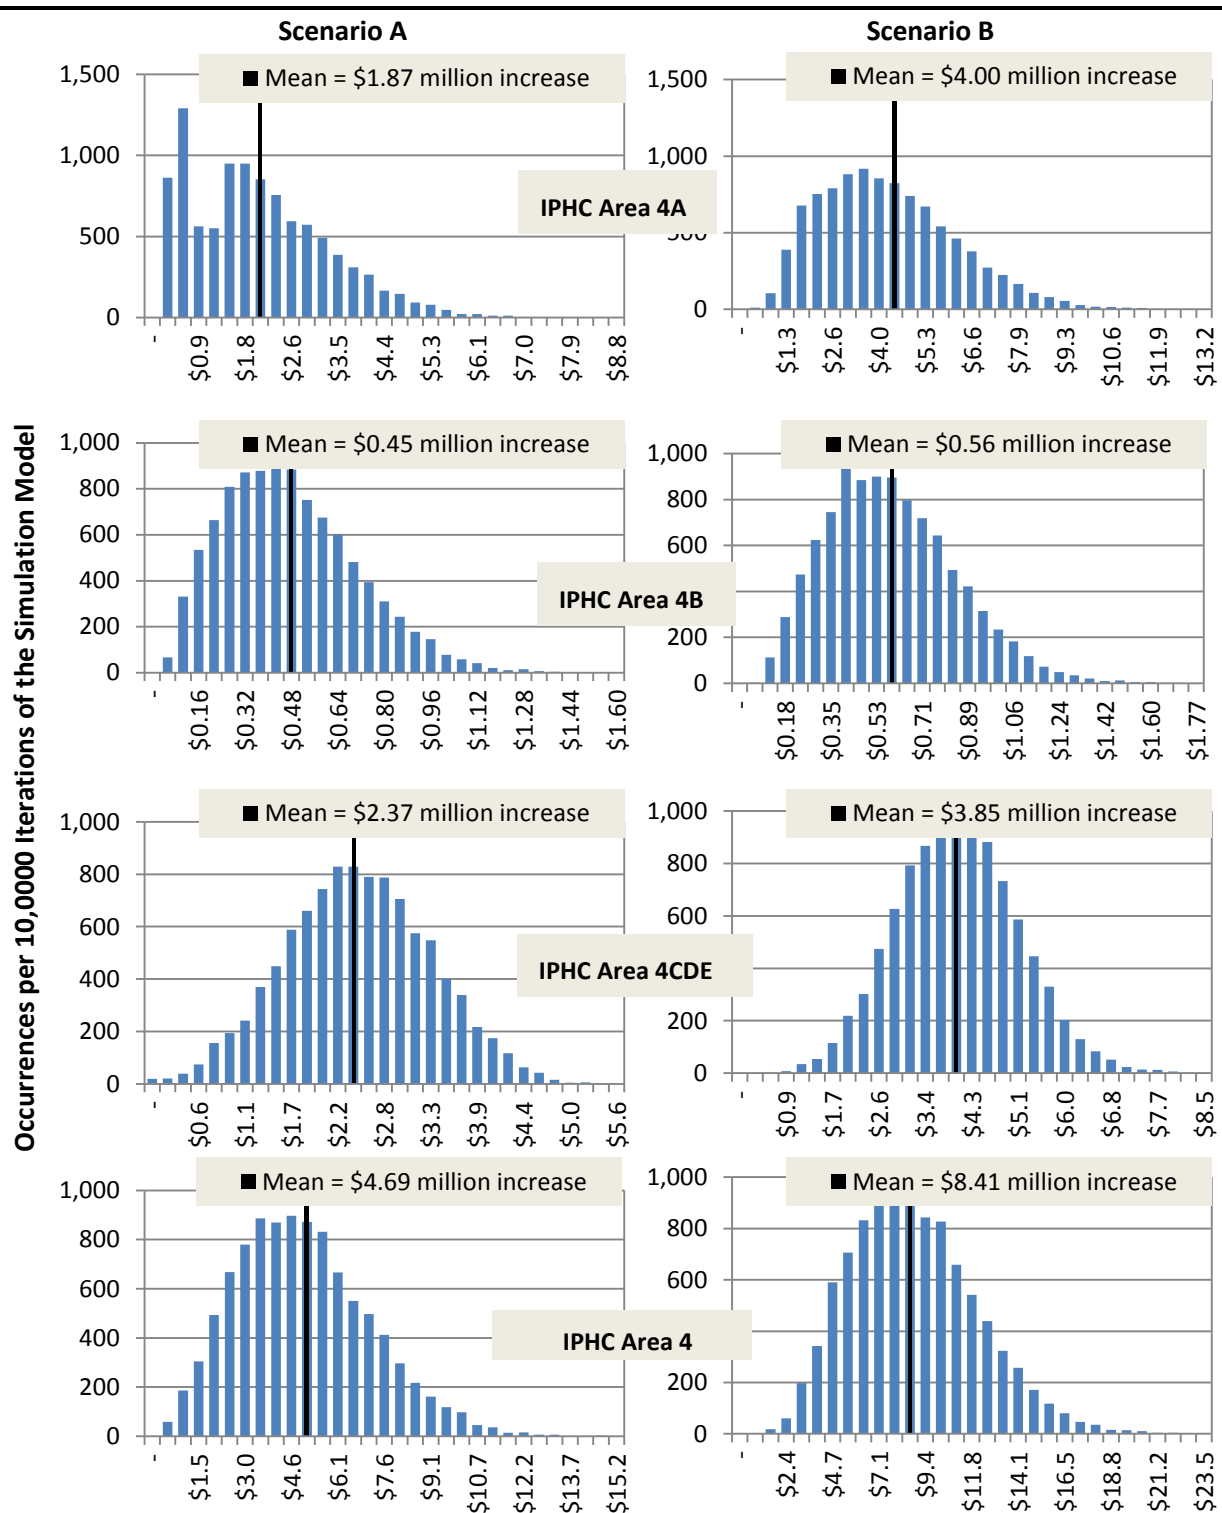 Scenario A
Scenario B
Mean = $1.87 million increase
Mean = $4.00 million increase
1,500
1,000
500
0
1,500
1,000
500
0
IPHC Area 4A
- $0.9 $1.8 $2.6 $3.5 $4.4 $5.3 $6.1 $7.0 $7.9 $8.8
- $1.3 $2.6 $4.0 $5.3 $6.6 $7.9 $9.3 $10.6 $11.9 $13.2
Occurrences per 10,0000 Iterations of the Simulation Model
Mean = $0.45 million increase
Mean = $0.56 million increase
1,000
800
600
400
200
0
1,000
800
600
200
0
IPHC Area 4B
- $0.16 $0.32 $0.48 $0.64 $0.80 $0.96 $1.12 $1.28 $1.44 $1.60
- $0.18 $0.35 $0.53 $0.71 $0.89 $1.06 $1.24 $1.42 $1.60 $1.77
Mean = $2.37 million increase
Mean = $3.85 million increase
1,000
800
600
400
200
0
1,000
800
600
200
0
IPHC Area 4CDE
- $0.6 $1.1 $1.7 $2.2 $2.8 $3.3 $3.9 $4.4 $5.0 $5.6
- $0.9 $1.7 $2.6 $3.4 $4.3 $5.1 $6.0 $6.8 $7.7 $8.5
Mean = $4.69 million increase
Mean = $8.41 million increase
1,000
800
600
400
200
0
1,000
800
600
200
0
IPHC Area 4
- $1.5 $3.0 $4.6 $6.1 $7.6 $9.1 $10.7 $12.2 $13.7 $15.2
- $2.4 $4.7 $7.1 $9.4 $11.8 $14.1 $16.5 $18.8 $21.2 $23.5